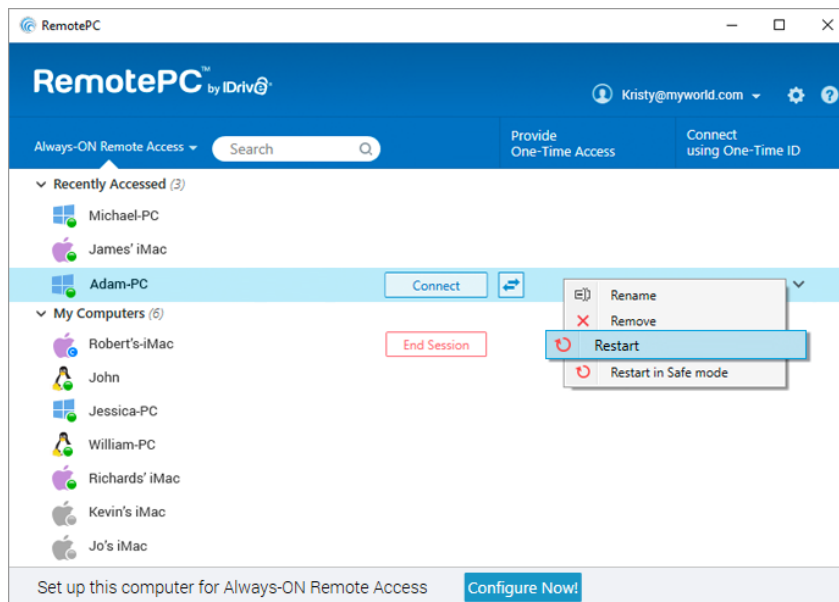 RemotePC
RemotePC™ by IDrive®
Kristy@myworld.com
Always-ON Remote Access
Search
Provide
One-Time Access
Connect
using One-Time ID
Recently Accessed (3)
Michael-PC
James' iMac
Adam-PC
Connect
Rename
Remove
Restart
Restart in Safe mode
My Computers (6)
Robert's-iMac
End Session
John
Jessica-PC
William-PC
Richards' iMac
Kevin's iMac
Jo's iMac
Set up this computer for Always-ON Remote Access
Configure Now!